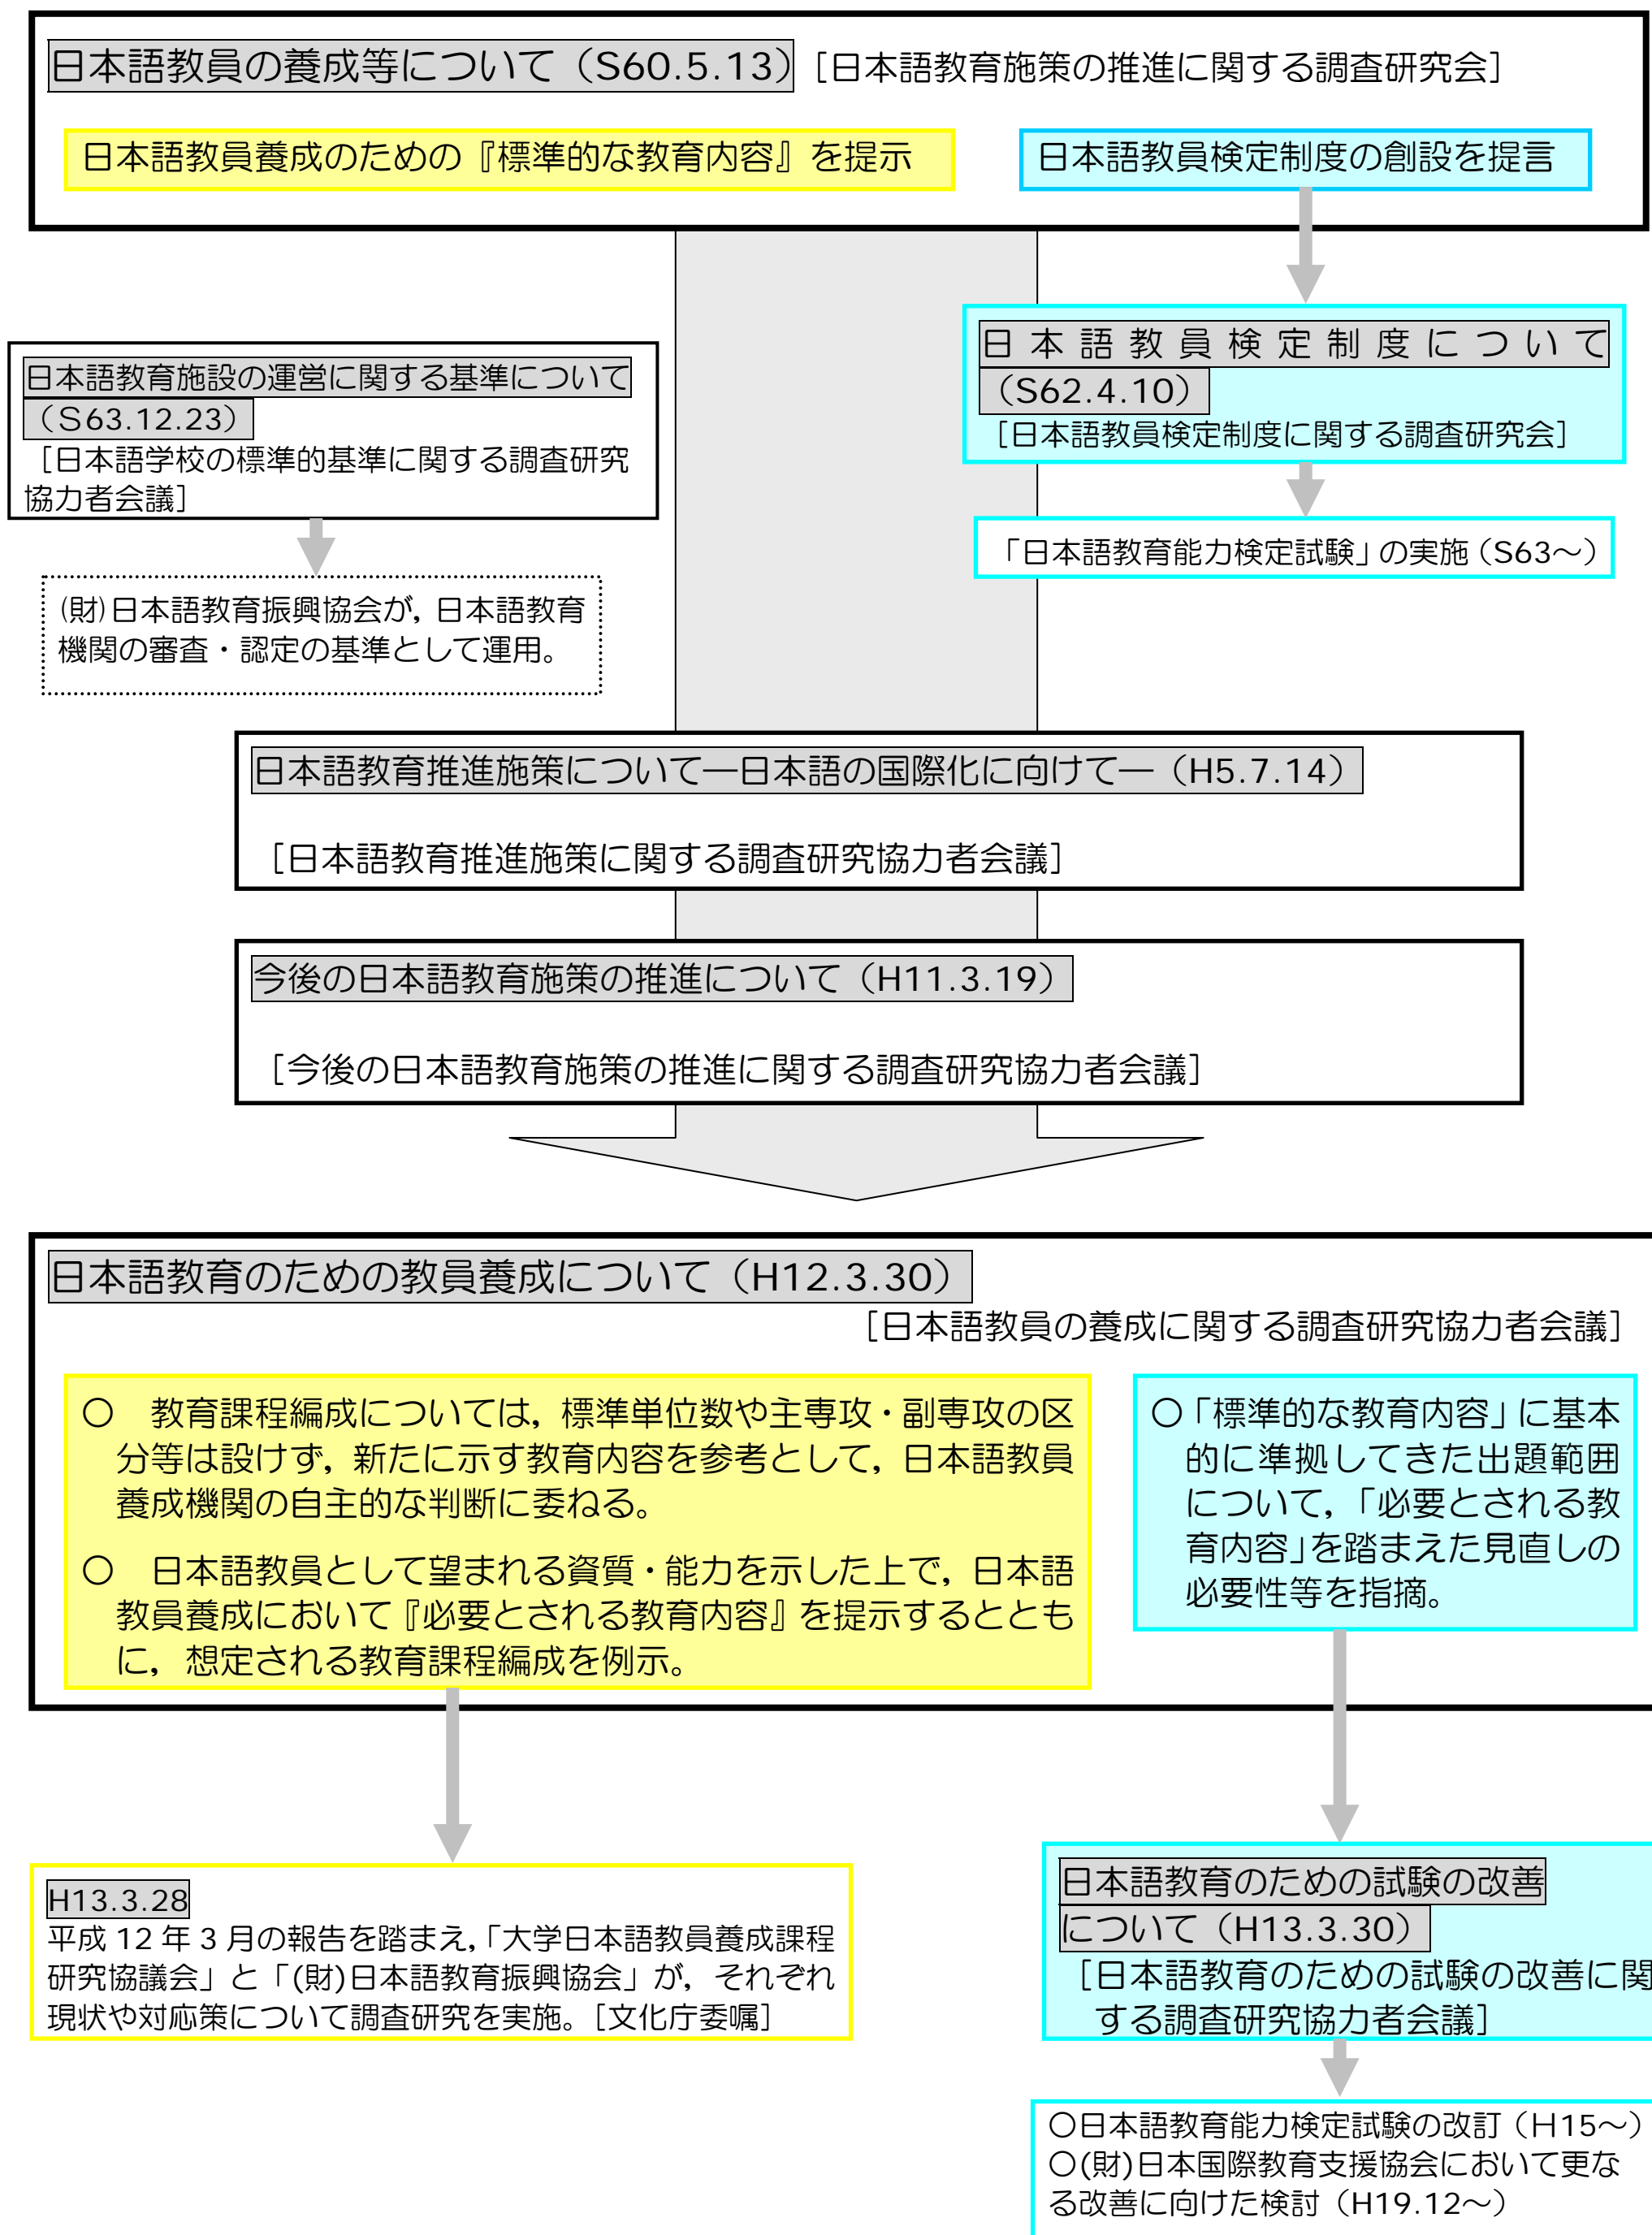 日本語教員の養成等について（S60.5.13）［日本語教育施策の推進に関する調査研究会］
日本語教員養成のための『標準的な教育内容』を提示
日本語教員検定制度の創設を提言
日本語教員検定制度について
（S62.4.10）
［日本語教員検定制度に関する調査研究会］
日本語教育施設の運営に関する基準について
（Ｓ63.12.23）
［日本語学校の標準的基準に関する調査研究
協力者会議］
「日本語教育能力検定試験」の実施（S63～）
(財)日本語教育振興協会が，日本語教育
機関の審査・認定の基準として運用。
日本語教育推進施策について―日本語の国際化に向けて―（H5.7.14）
［日本語教育推進施策に関する調査研究協力者会議］
今後の日本語教育施策の推進について（H11.3.19）
［今後の日本語教育施策の推進に関する調査研究協力者会議］
日本語教育のための教員養成について（H12.3.30）
［日本語教員の養成に関する調査研究協力者会議］
○　教育課程編成については，標準単位数や主専攻・副専攻の区
分等は設けず，新たに示す教育内容を参考として，日本語教員
養成機関の自主的な判断に委ねる。
○　日本語教員として望まれる資質・能力を示した上で，日本語
教員養成において『必要とされる教育内容』を提示するととも
に，想定される教育課程編成を例示。
○「標準的な教育内容」に基本
的に準拠してきた出題範囲
について，「必要とされる教
育内容」を踏まえた見直しの
必要性等を指摘。
H13.3.28
平成 12 年 3 月の報告を踏まえ，「大学日本語教員養成課程
研究協議会」と「(財)日本語教育振興協会」が，それぞれ
現状や対応策について調査研究を実施。［文化庁委嘱］
日本語教育のための試験の改善
について（H13.3.30）
［日本語教育のための試験の改善に関
する調査研究協力者会議］
○日本語教育能力検定試験の改訂（Ｈ15～）
○(財)日本国際教育支援協会において更な
る改善に向けた検討（H19.12～）